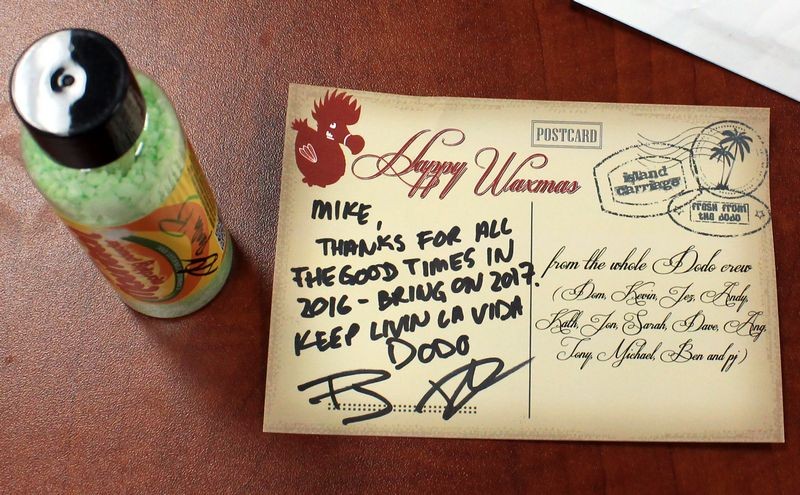 POSTCARD
Happy Waxmas
island
carriage
fresh from
the dodo
MIKE,
THANKS FOR ALL
THE GOOD TIMES IN
2016 - BRING ON 2017.
KEEP LIVIN LA VIDA
DODO
from the whole Dodo crew
(Dom, Kevin, Jez, Andy,
Kath, Jon, Sarah, Dave, Ang,
Tony, Michael, Ben and pj)